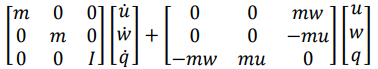 [m 0 0] [u̇] + [0 0 mw] [u]
[0 m 0] [ẇ] [0 0 −mu] [w]
[0 0 I] [q̇] [−mw mu 0] [q]